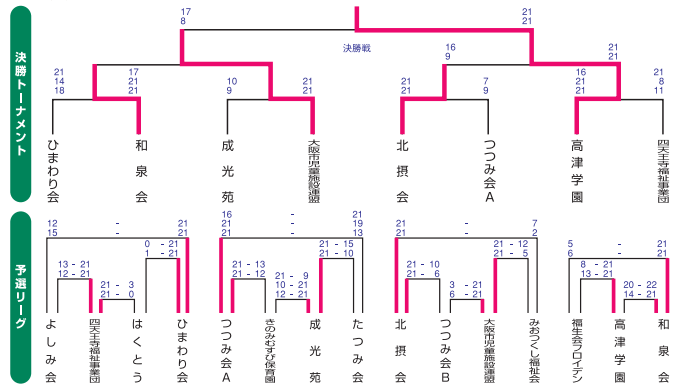 決勝トーナメント
17
8
21
21
決勝戦
16
9
21
21
21
14
18
17
21
21
10
9
21
21
21
21
7
9
16
21
21
21
8
11
ひまわり会
和泉会
成光苑
大阪市児童施設連盟
北摂会
つつみ会A
高津学園
四天王寺福祉事業団
予選リーグ
12 - 21
15 - 21
0 - 21
1 - 21
13 - 21
12 - 21
21 - 3
21 - 0
よしみ会
四天王寺福祉事業団
はくとう
ひまわり会
16 - 21
21 - 19
21 - 13
21 - 15
21 - 10
21 - 13
21 - 12
21 - 9
10 - 21
12 - 21
つつみ会A
きのみむすび保育園
成光苑
たつみ会
21 - 7
21 - 2
21 - 12
21 - 5
21 - 10
21 - 6
3 - 21
6 - 21
北摂会
つつみ会B
大阪市児童施設連盟
みおつくし福祉会
5 - 21
6 - 21
8 - 21
13 - 21
20 - 22
14 - 21
福生会フロイデン
高津学園
和泉会